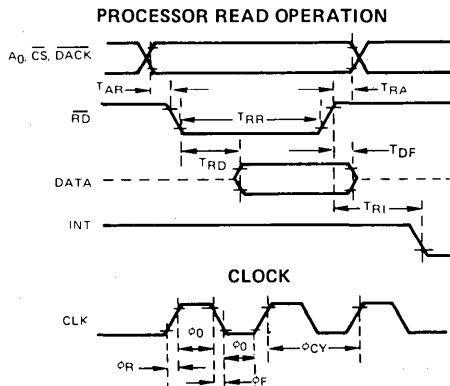 PROCESSOR READ OPERATION
A0, CS, DACK
TAR
TRA
RD
TRR
TRD
TDF
DATA
TRI
INT
CLOCK
CLK
φ0
φ0
φCY
φR
φF